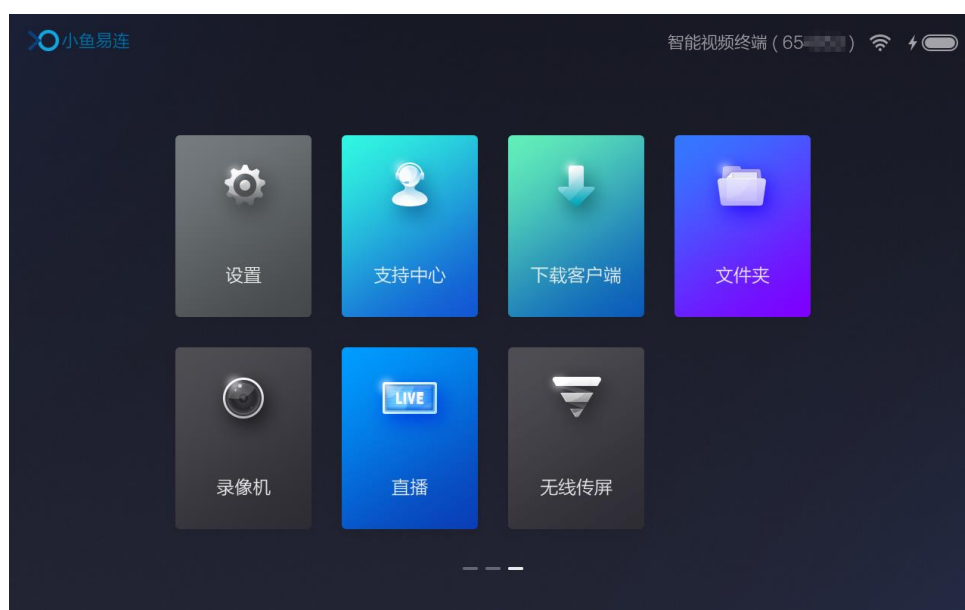 小鱼易连
智能视频终端 ( 65 )
设置
支持中心
下载客户端
文件夹
录像机
LIVE
直播
无线传屏